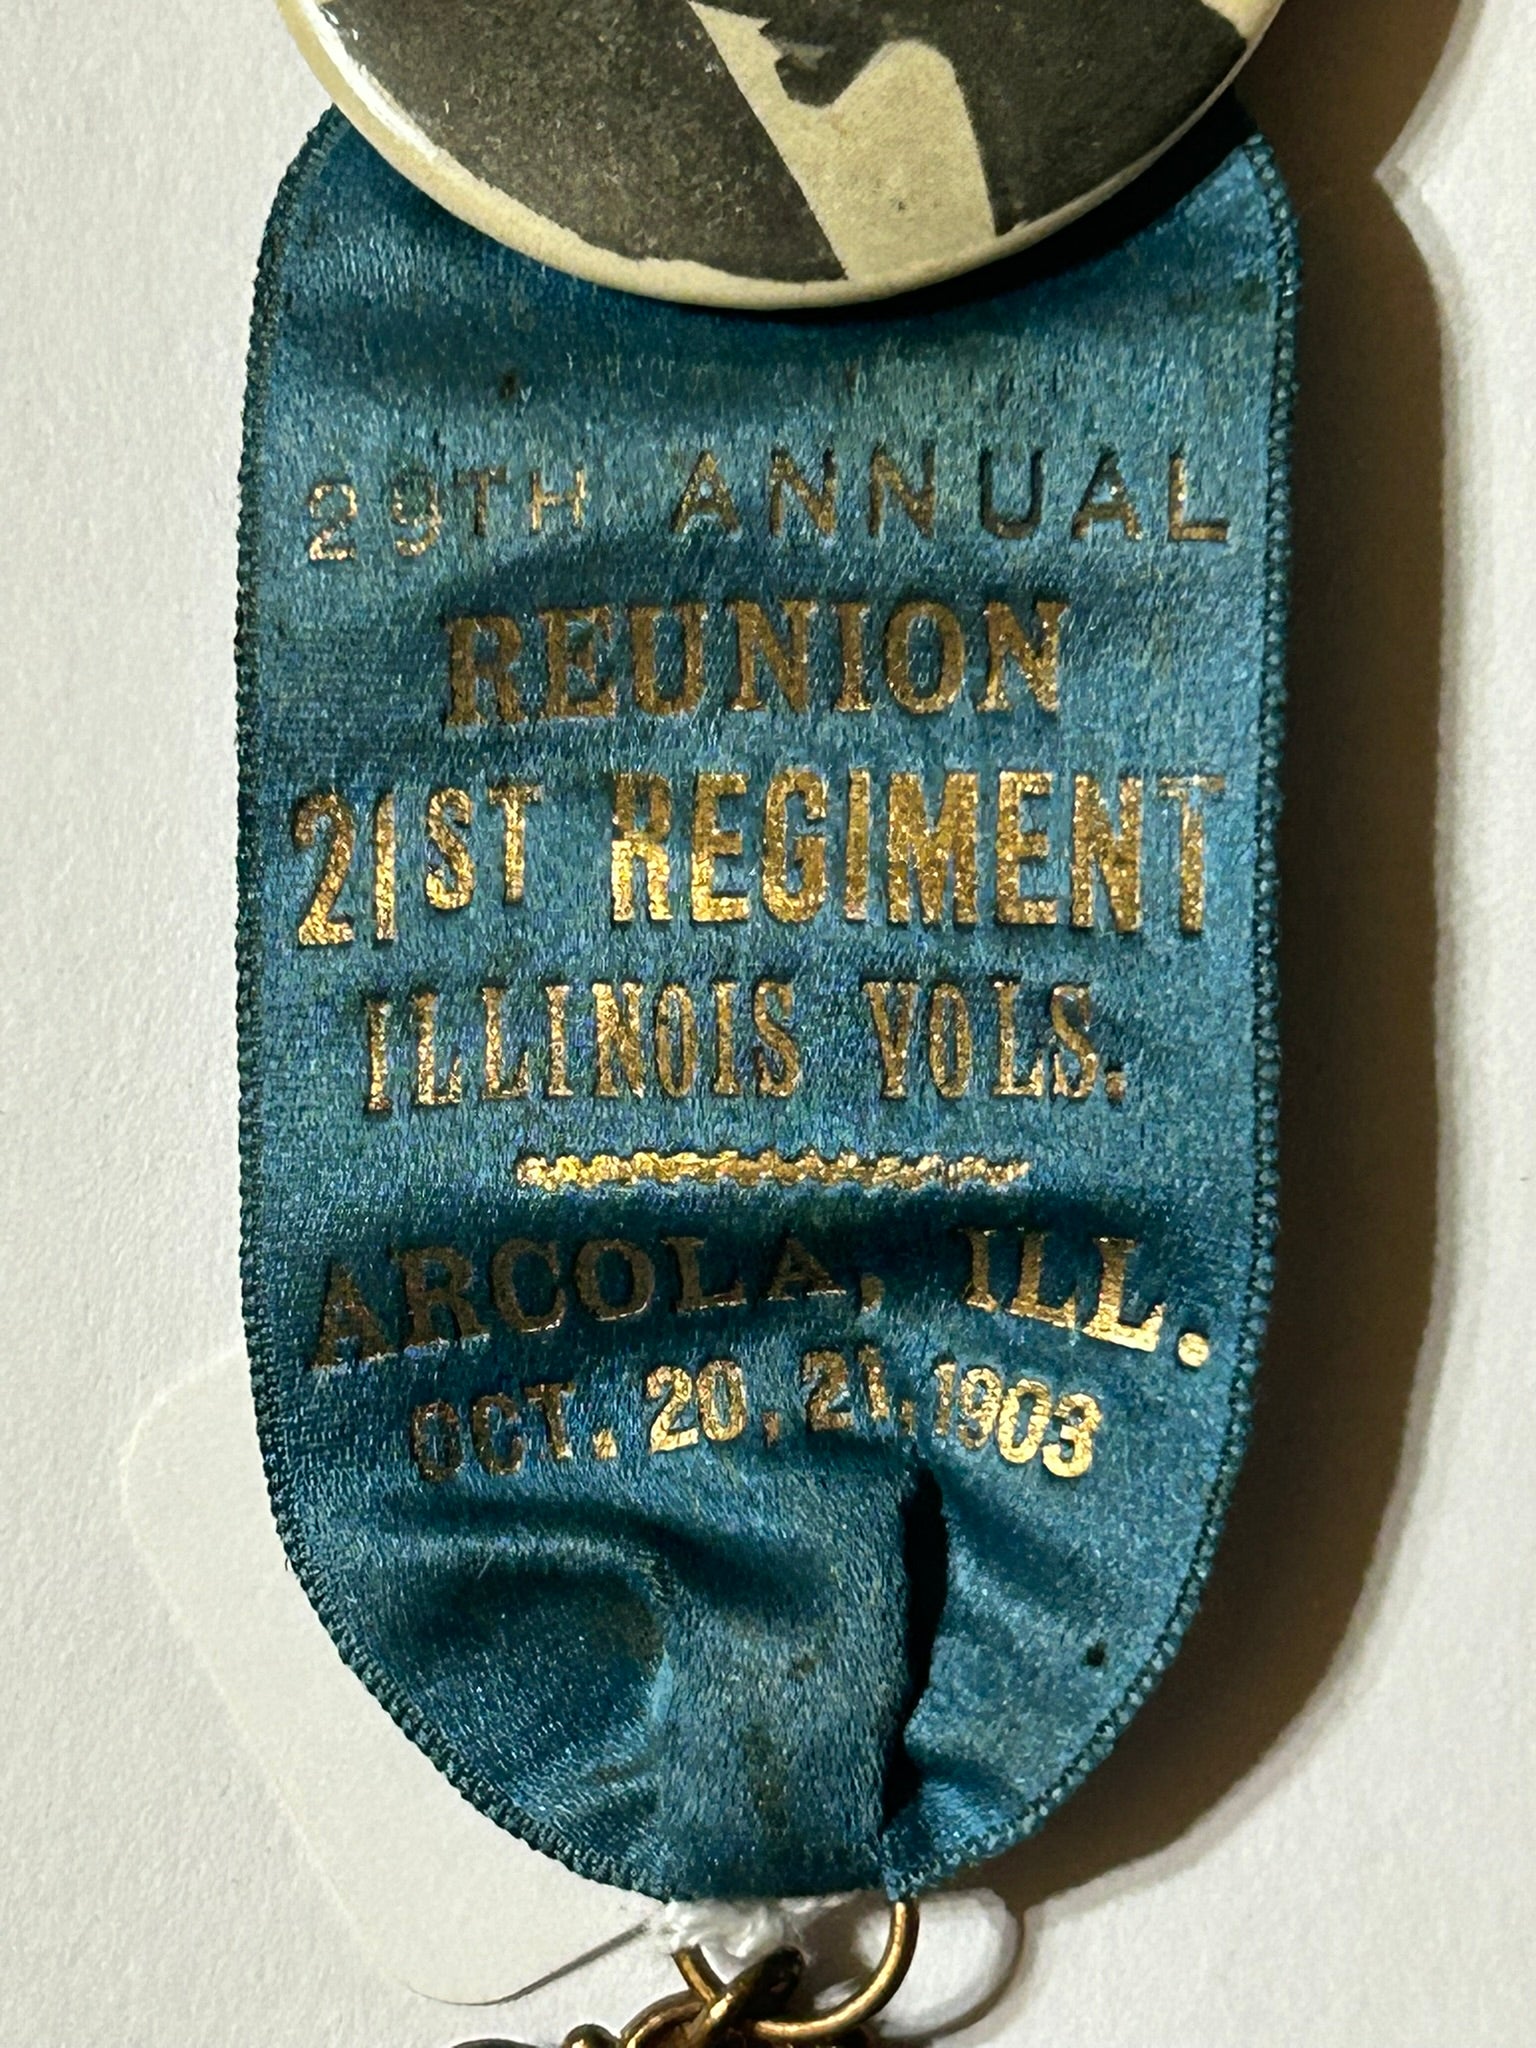 29TH ANNUAL
REUNION
21ST REGIMENT
ILLINOIS VOLS.
ARCOLA, ILL.
OCT. 20, 21, 1903